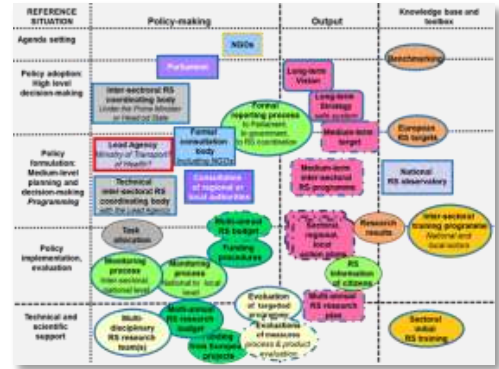 REFERENCE
SITUATION
Policy-making
Output
Knowledge base and
toolbox
Agenda setting
NGOs
Benchmarking
Policy adoption: High level
decision-making
Parliament
Long-term
Vision
Inter-sectoral RS
coordinating body
Under the Prime Minister
or Head of State
Long-term
Strategy
safe system
Formal
reporting process
to Parliament,
to government,
to RS coordination
Medium-term
target
European
RS targets
Policy
formulation: Medium-level
planning and
decision-making
Programming
Lead Agency
Ministry of Transport?
of Health?
Formal
consultation
body
(including NGOs)
Medium-term
inter-sectoral
RS-programme
National
RS observatory
Technical
Inter-sectoral RS
coordinating body
with the Lead Agency
Consultation
of regional or
local authorities
Multi-annual
RS budget
Sectoral,
regional,
local
action plans
Research
results
Inter-sectoral
training programme
National and
local actors
Task
allocation
Policy
implementation,
evaluation
Funding
procedures
Monitoring
process
Inter-sectoral,
national level
Monitoring
process
National to local
level
RS
information
of citizens
Technical and
scientific
support
Multi-
disciplinary
RS research
team(s)
Multi-annual
RS research
budget
Evaluation
of targeted
programme
Multi-annual
RS research
plan
Funding
from Europe
projects
Evaluations
of measures
process & product
evaluation
Sectoral
initial
RS training